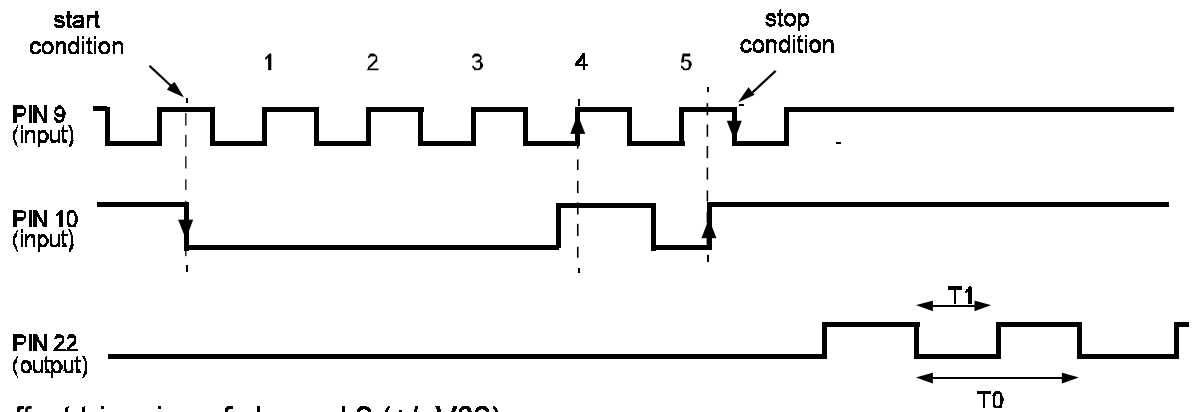 start
condition
stop
condition
1 2 3 4 5
PIN 9
(input)
PIN 10
(input)
T1
PIN 22
(output)
T0